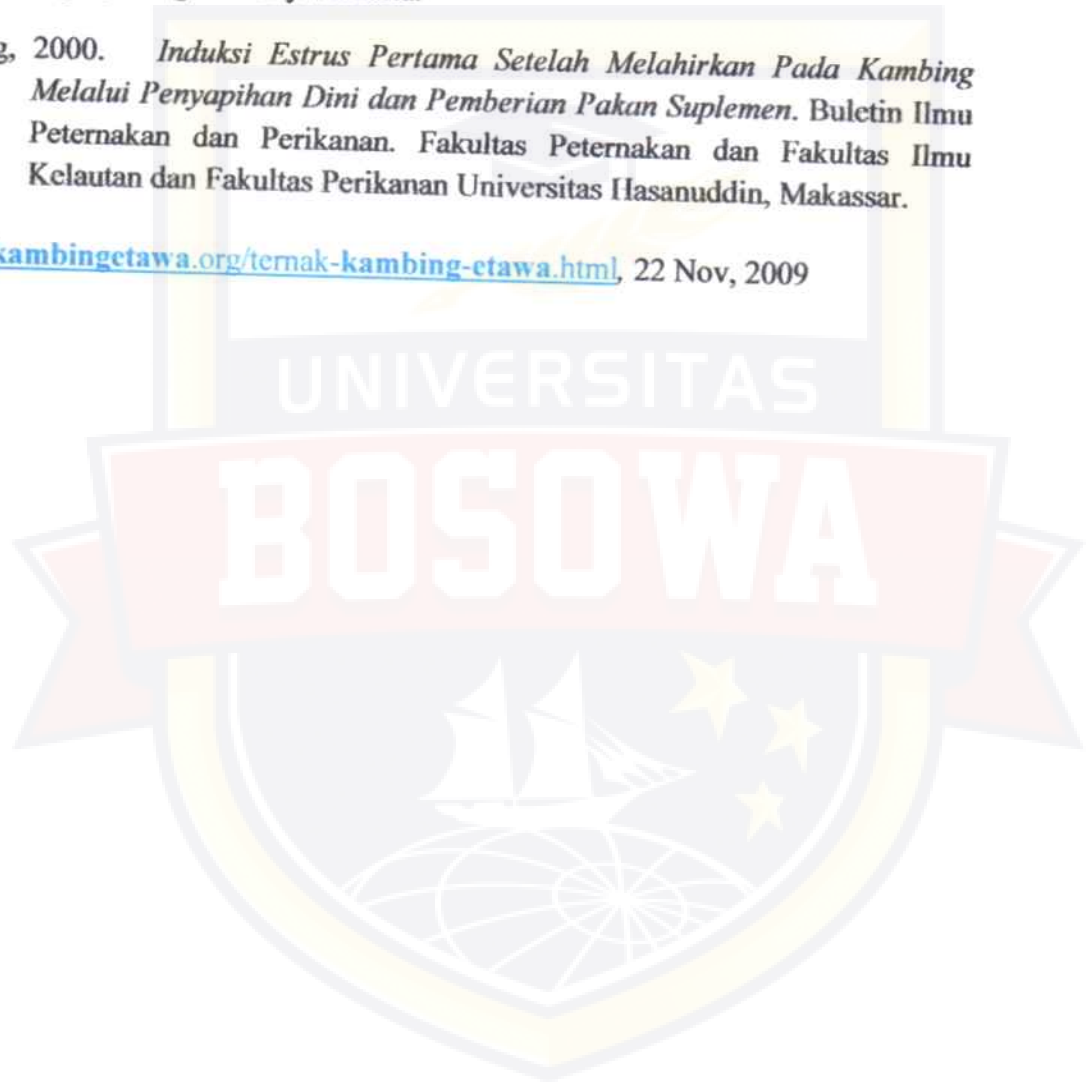 2000. Induksi Estrus Pertama Setelah Melahirkan Pada Kambing
Melalui Penyapihan Dini dan Pemberian Pakan Suplemen. Buletin Ilmu
Peternakan dan Perikanan. Fakultas Peternakan dan Fakultas Ilmu
Kelautan dan Fakultas Perikanan Universitas Hasanuddin, Makassar.
kambingetawa.org/ternak-kambing-etawa.html, 22 Nov, 2009
UNIVERSITAS
BOSOWA